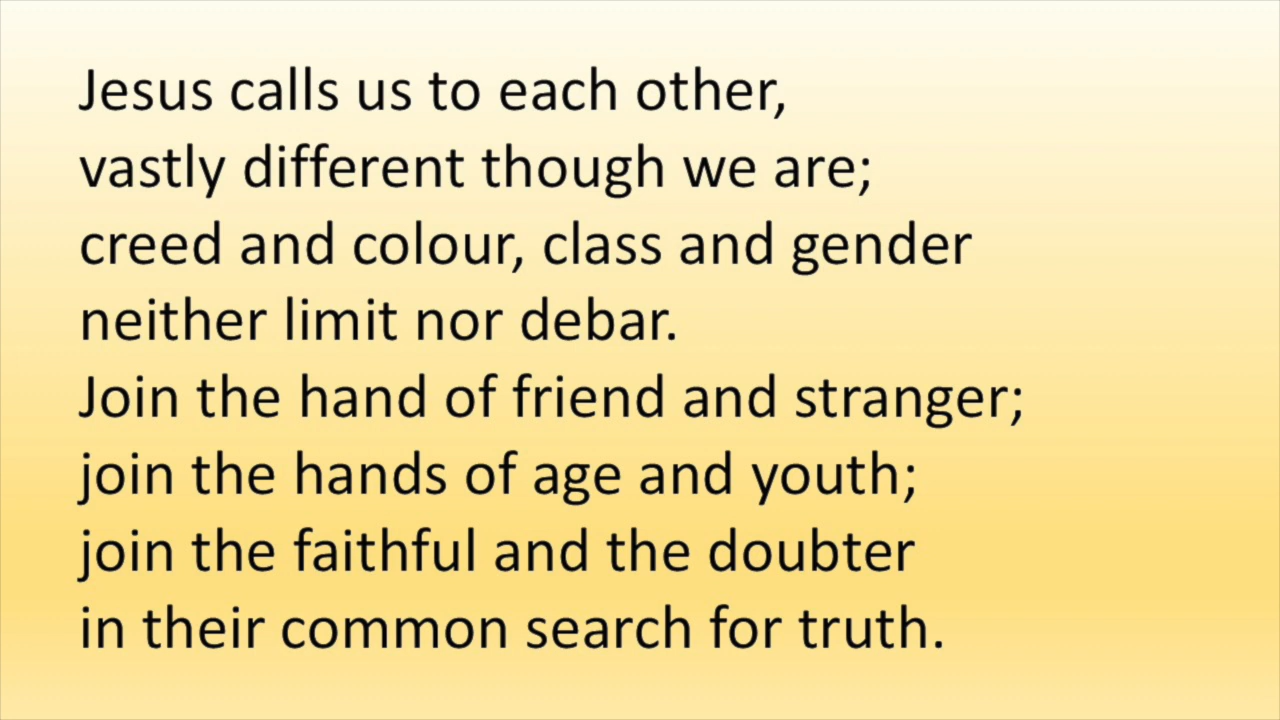 Jesus calls us to each other,
vastly different though we are;
creed and colour, class and gender
neither limit nor debar.
Join the hand of friend and stranger;
join the hands of age and youth;
join the faithful and the doubter
in their common search for truth.